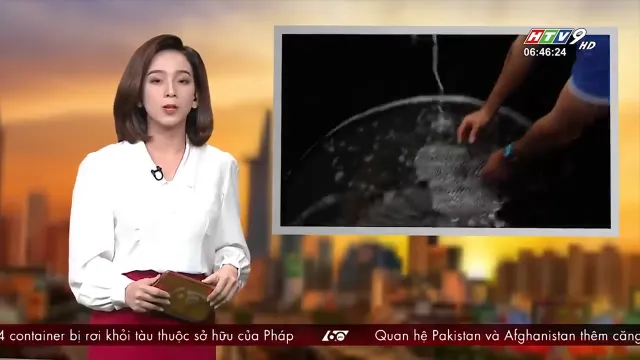 HTV9 HD
06:46:24
4 container bị rơi khỏi tàu thuộc sở hữu của Pháp 60 Quan hệ Pakistan và Afghanistan thêm căng